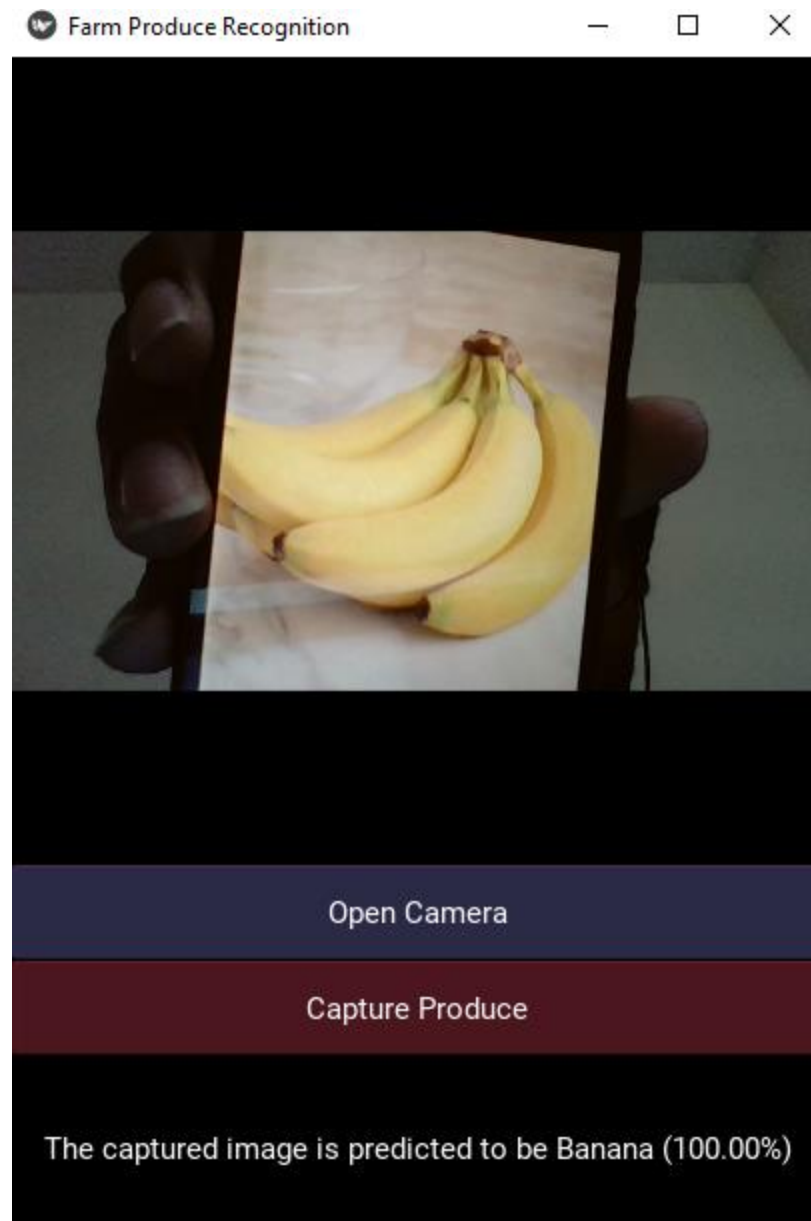 Farm Produce Recognition
Open Camera
Capture Produce
The captured image is predicted to be Banana (100.00%)